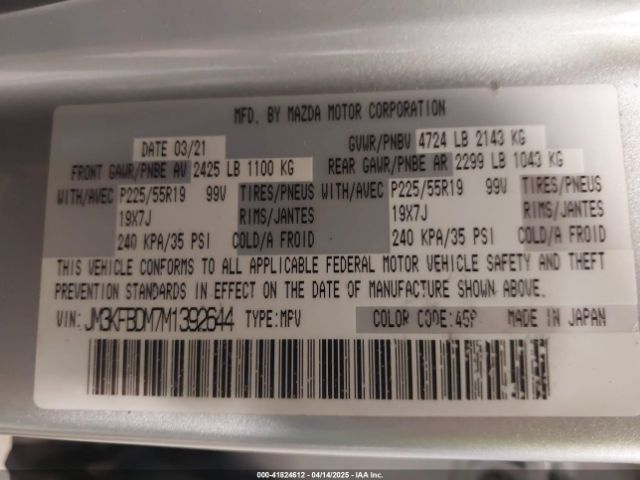 MFD. BY MAZDA MOTOR CORPORATION
DATE 03/21 GVWR/PNBV 4724 LB 2143 KG
FRONT GAWR/PNBE AV 2425 LB 1100 KG REAR GAWR/PNBE AR 2299 LB 1043 KG
WITH/AVEC P225/55R19 99V TIRES/PNEUS WITH/AVEC P225/55R19 99V TIRES/PNEUS
19X7J RIMS/JANTES 19X7J RIMS/JANTES
240 KPA/35 PSI COLD/A FROID 240 KPA/35 PSI COLD/A FROID
THIS VEHICLE CONFORMS TO ALL APPLICABLE FEDERAL MOTOR VEHICLE SAFETY AND THEFT
PREVENTION STANDARDS IN EFFECT ON THE DATE OF MANUFACTURE SHOWN ABOVE.
VIN: JM3KFBDM7M1392644 TYPE:MPV COLOR CODE:45P MADE IN JAPAN
000-41824612 - 04/14/2025 - IAA Inc.